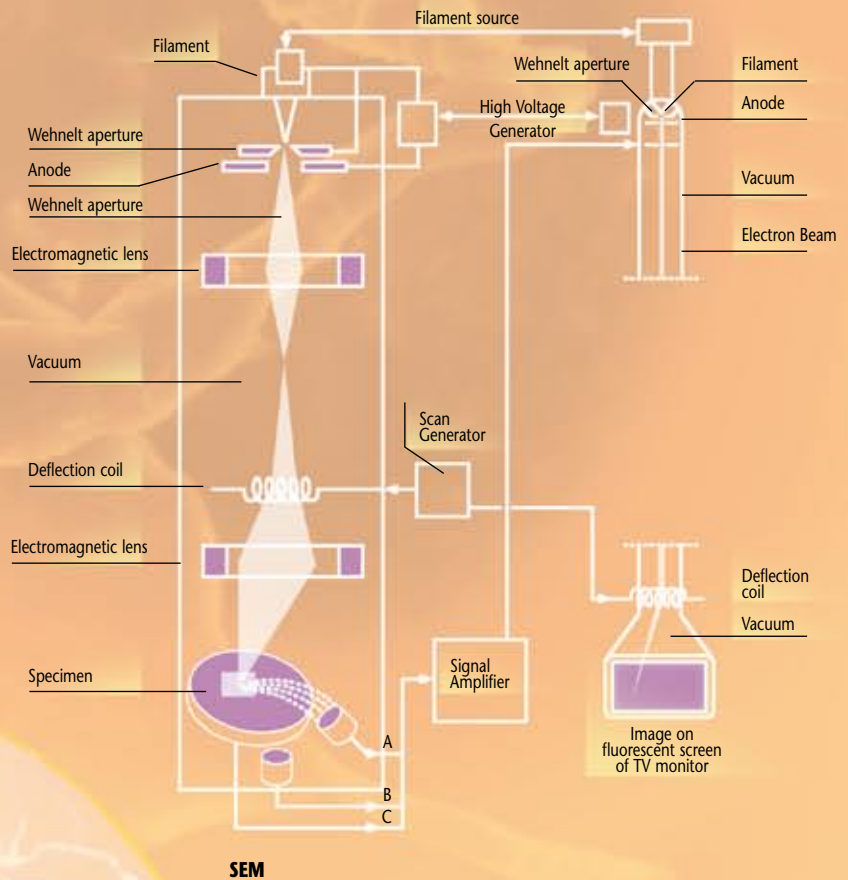 Filament source
Filament
Wehnelt aperture
Filament
High Voltage
Generator
Anode
Wehnelt aperture
Anode
Wehnelt aperture
Vacuum
Electron Beam
Electromagnetic lens
Vacuum
Scan
Generator
Deflection coil
Electromagnetic lens
Deflection
coil
Vacuum
Specimen
Signal
Amplifier
Image on
fluorescent screen
of TV monitor
A
B
C
SEM